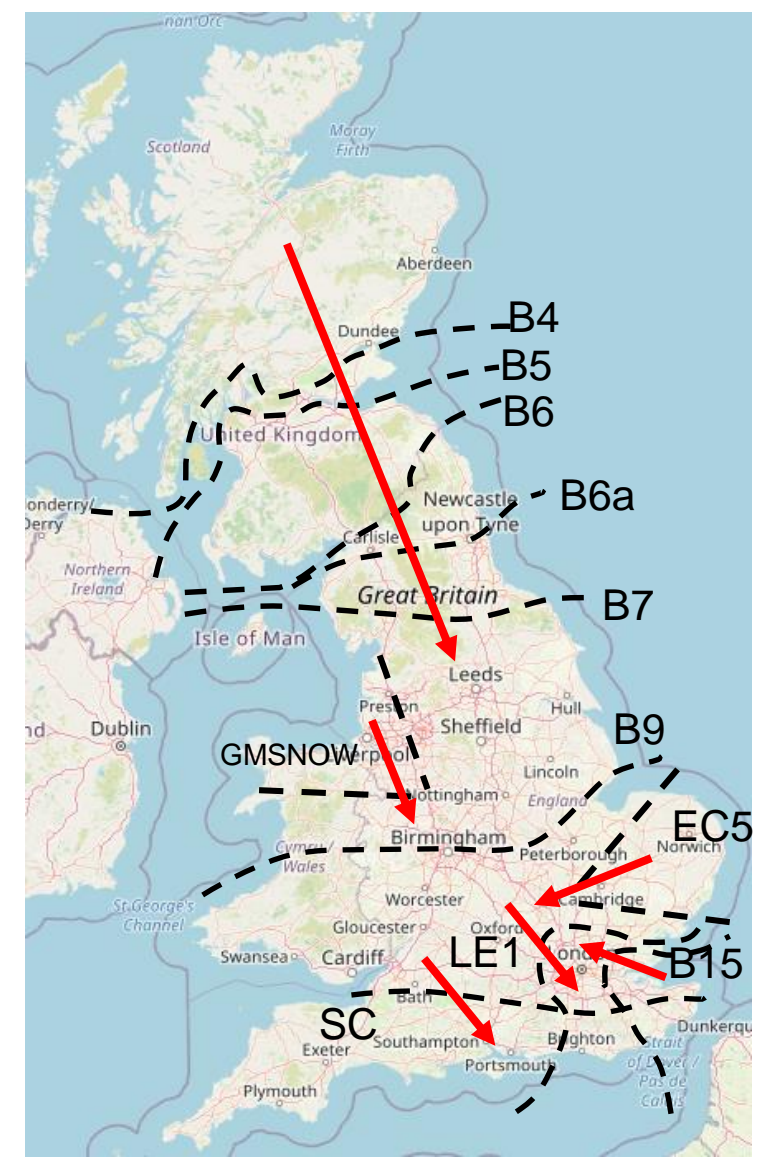 nan Orc
Moray
Firth
Scotland
Aberdeen
B4
Dundee
B5
B6
United Kingdom
B6a
Newcastle
upon Tyne
onderry/
Derry
Carlisle
Northern
Ireland
Great Britain
B7
Isle of Man
Leeds
Preston
Hull
Dublin
Sheffield
B9
GMSNOW
Liverpool
Lincoln
Nottingham
England
EC5
Birmingham
Norwich
Cymru /
Wales
Peterborough
Worcester
Cambridge
St George's
Channel
Gloucester
Oxford
LE1
London
B15
Swansea
Cardiff
Bath
SC
Southampton
Brighton
Strait
of Dover /
Pas de
Calais
Dunkerqu
Exeter
Portsmouth
Plymouth